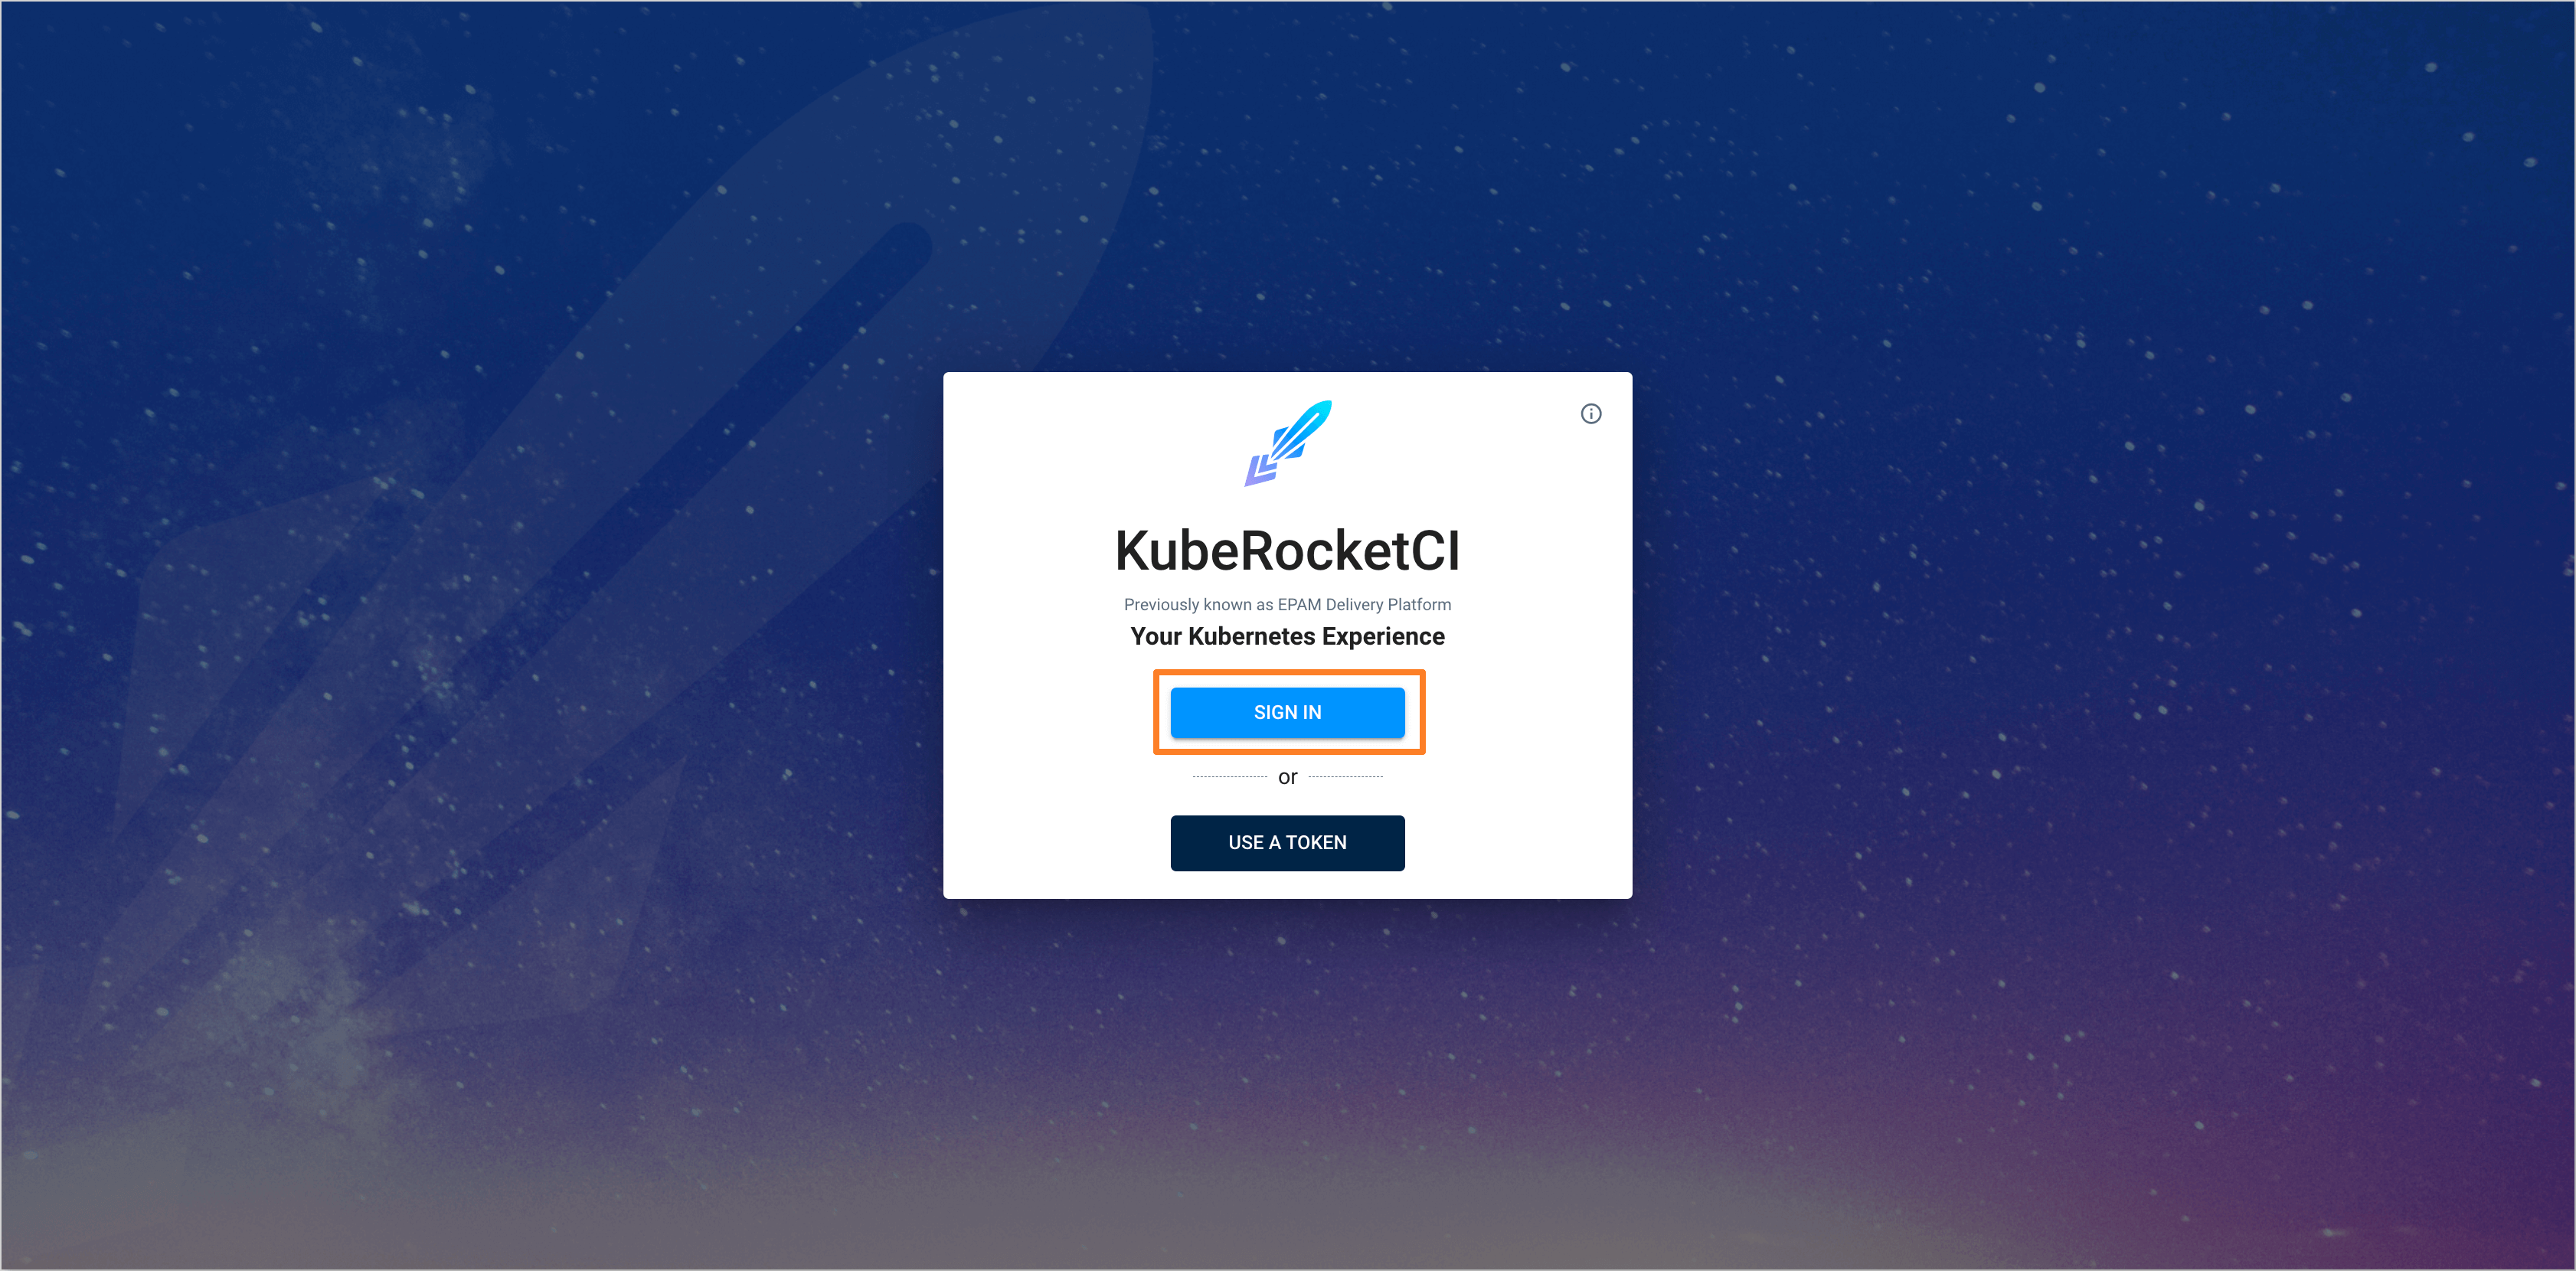 KubeRocketCI
Previously known as EPAM Delivery Platform
Your Kubernetes Experience
SIGN IN
or
USE A TOKEN